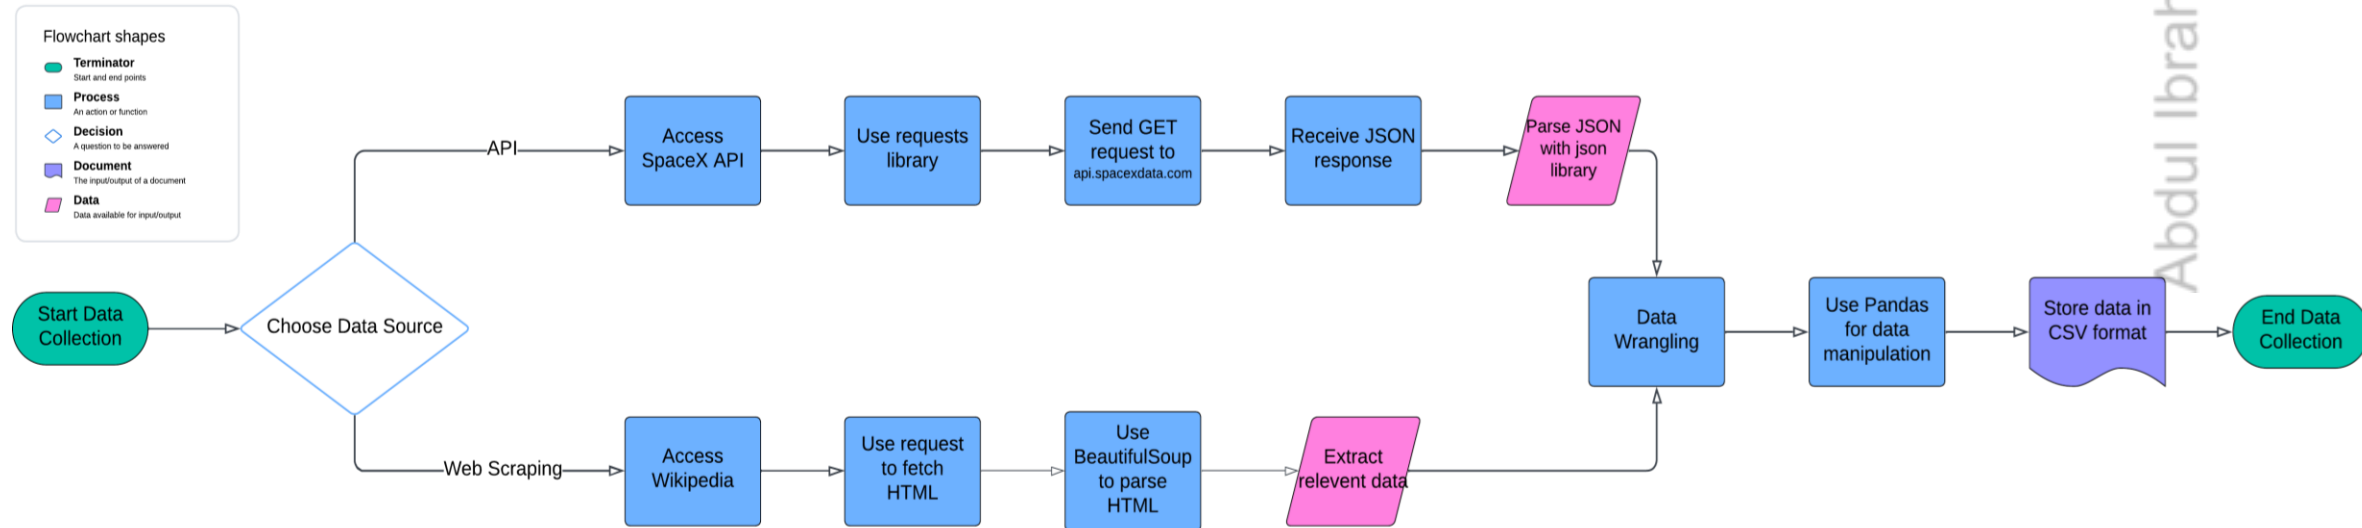 Flowchart shapes
Terminator
Start and end points
Process
An action or function
Decision
A question to be answered
Document
The input/output of a document
Data
Data available for input/output
Start Data
Collection
Choose Data Source
API
Access
SpaceX API
Use requests
library
Send GET
request to
api.spacexdata.com
Receive JSON
response
Parse JSON
with json
library
Web Scraping
Access
Wikipedia
Use request
to fetch
HTML
Use
BeautifulSoup
to parse
HTML
Extract
relevent data
Data
Wrangling
Use Pandas
for data
manipulation
Store data in
CSV format
End Data
Collection
Abdul